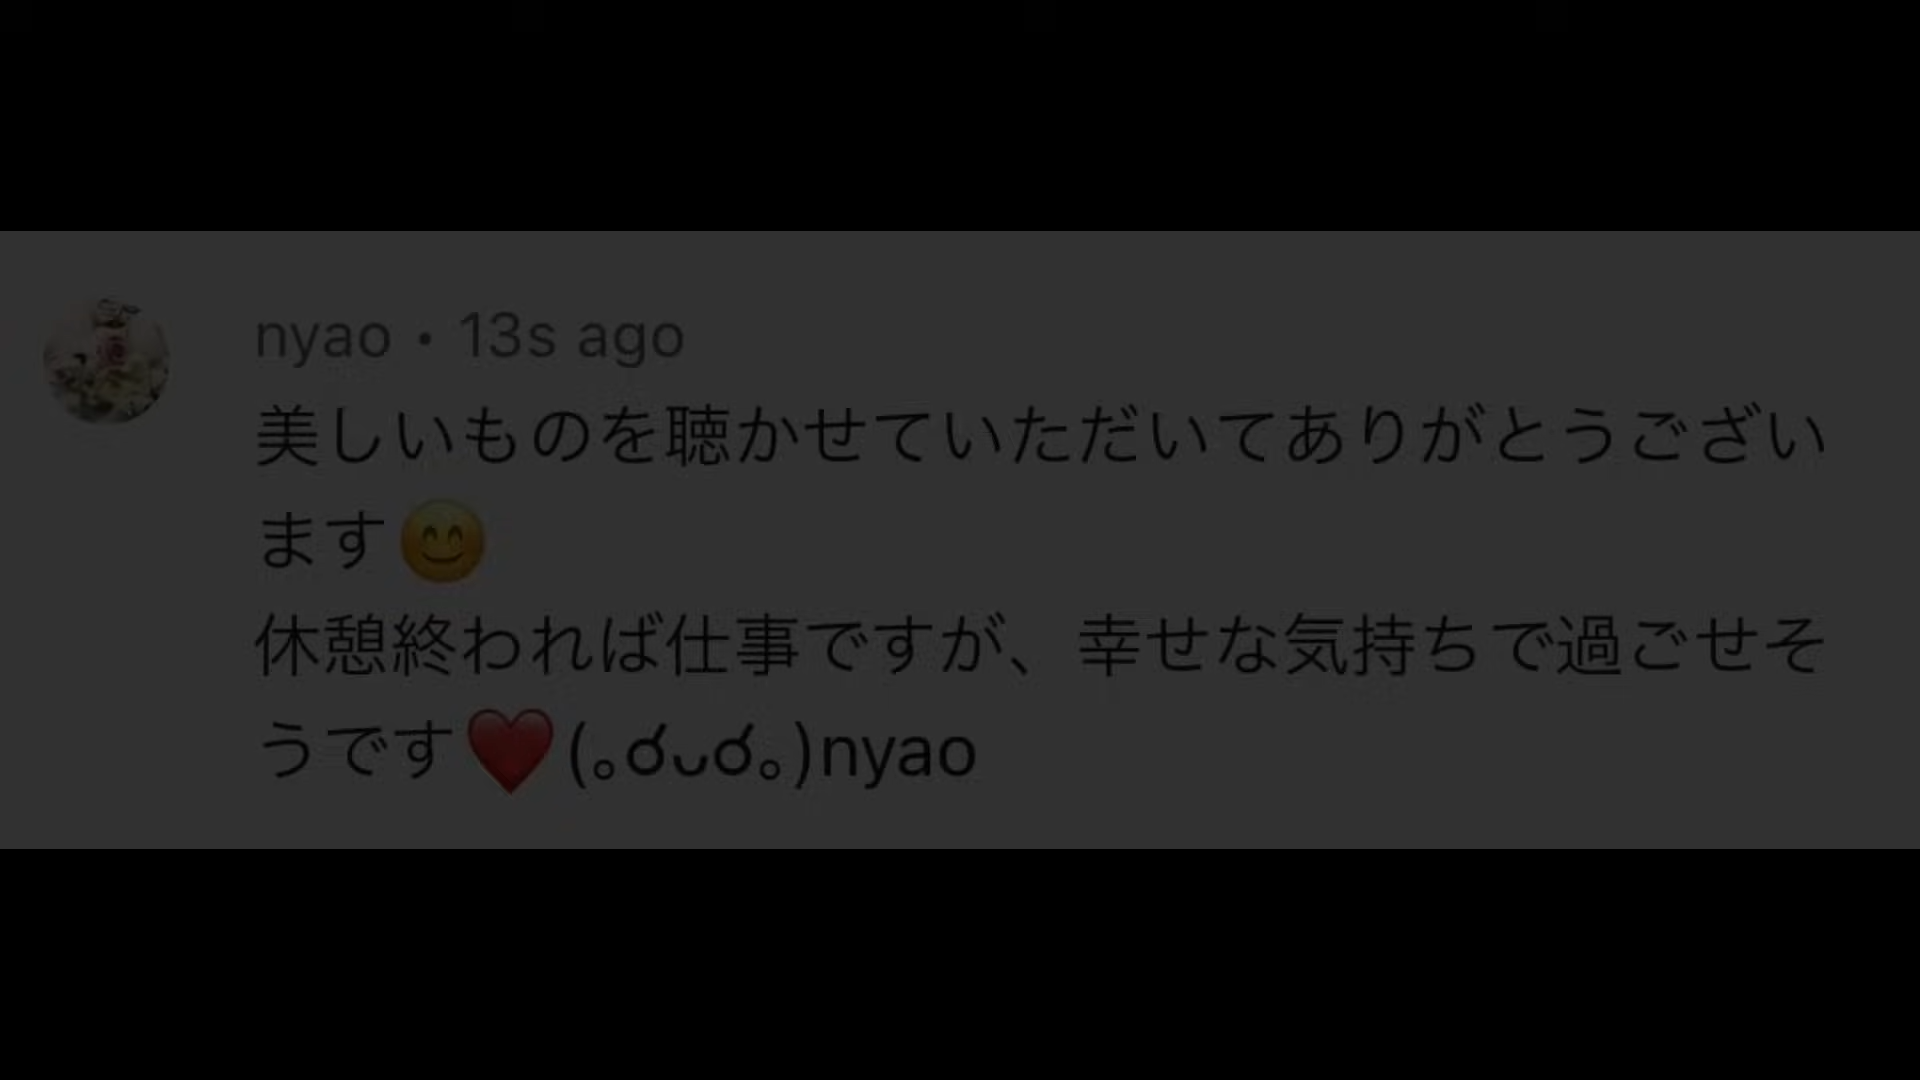 nyao • 13s ago
美しいものを聴かせていただいてありがとうござい
ます😊
休憩終われば仕事ですが、幸せな気持ちで過ごせそ
うです❤️(｡☌ᴗ☌｡)nyao